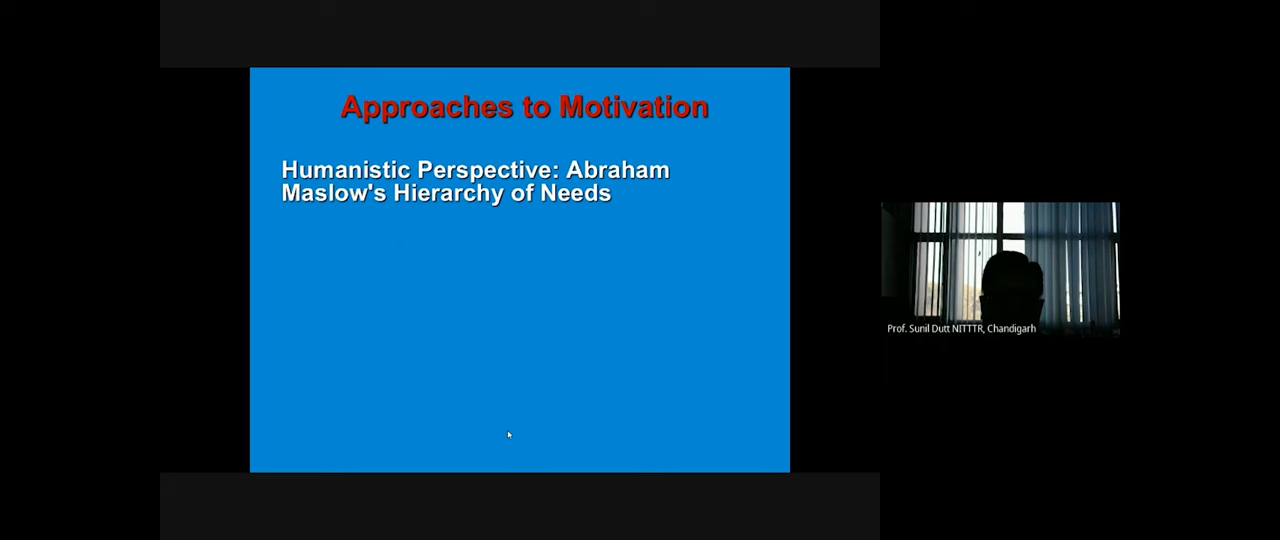 Approaches to Motivation
Humanistic Perspective: Abraham
Maslow's Hierarchy of Needs
Prof. Sunil Dutt NITTTR, Chandigarh